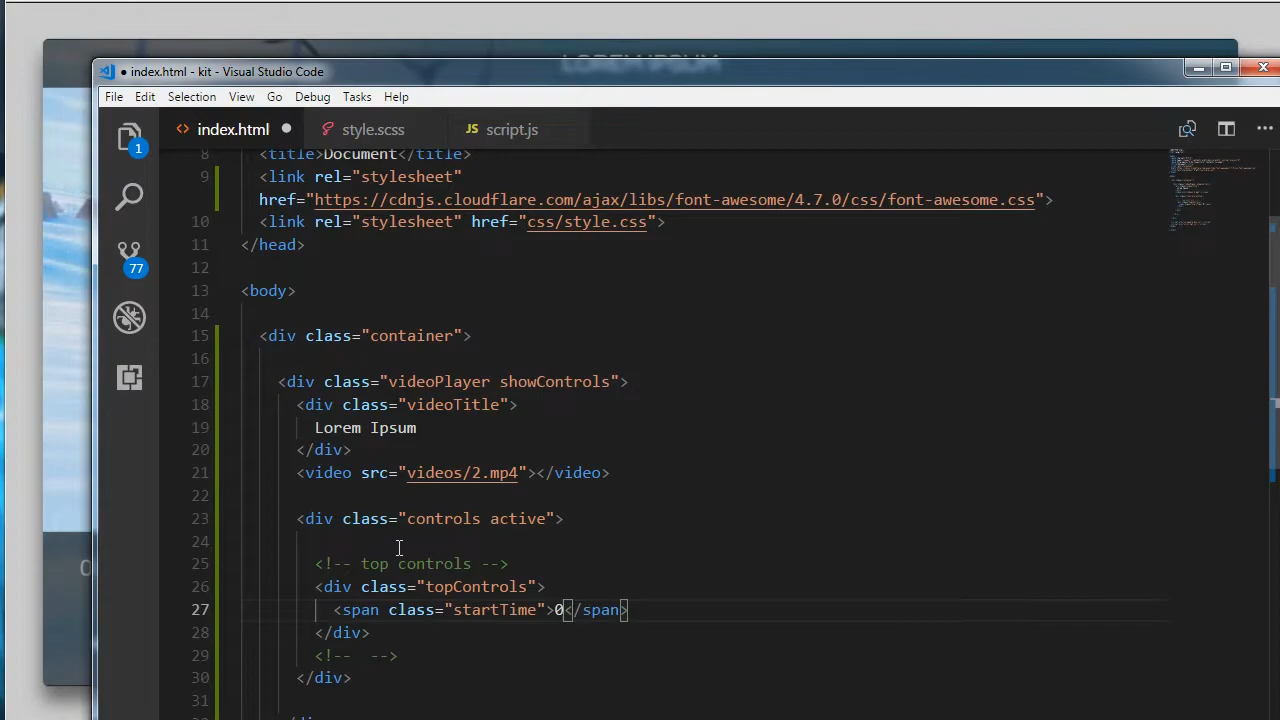 LOREM IPSUM
● index.html - kit - Visual Studio Code
File Edit Selection View Go Debug Tasks Help
<> index.html ● style.scss JS script.js ...
1
77
8 <title>Document</title>
9 <link rel="stylesheet"
href="https://cdnjs.cloudflare.com/ajax/libs/font-awesome/4.7.0/css/font-awesome.css">
10 <link rel="stylesheet" href="css/style.css">
11 </head>
12
13 <body>
14
15 <div class="container">
16
17 <div class="videoPlayer showControls">
18 <div class="videoTitle">
19 Lorem Ipsum
20 </div>
21 <video src="videos/2.mp4"></video>
22
23 <div class="controls active">
24
25 <!-- top controls -->
26 <div class="topControls">
27 <span class="startTime">0</span>
28 </div>
29 <!--  -->
30 </div>
31